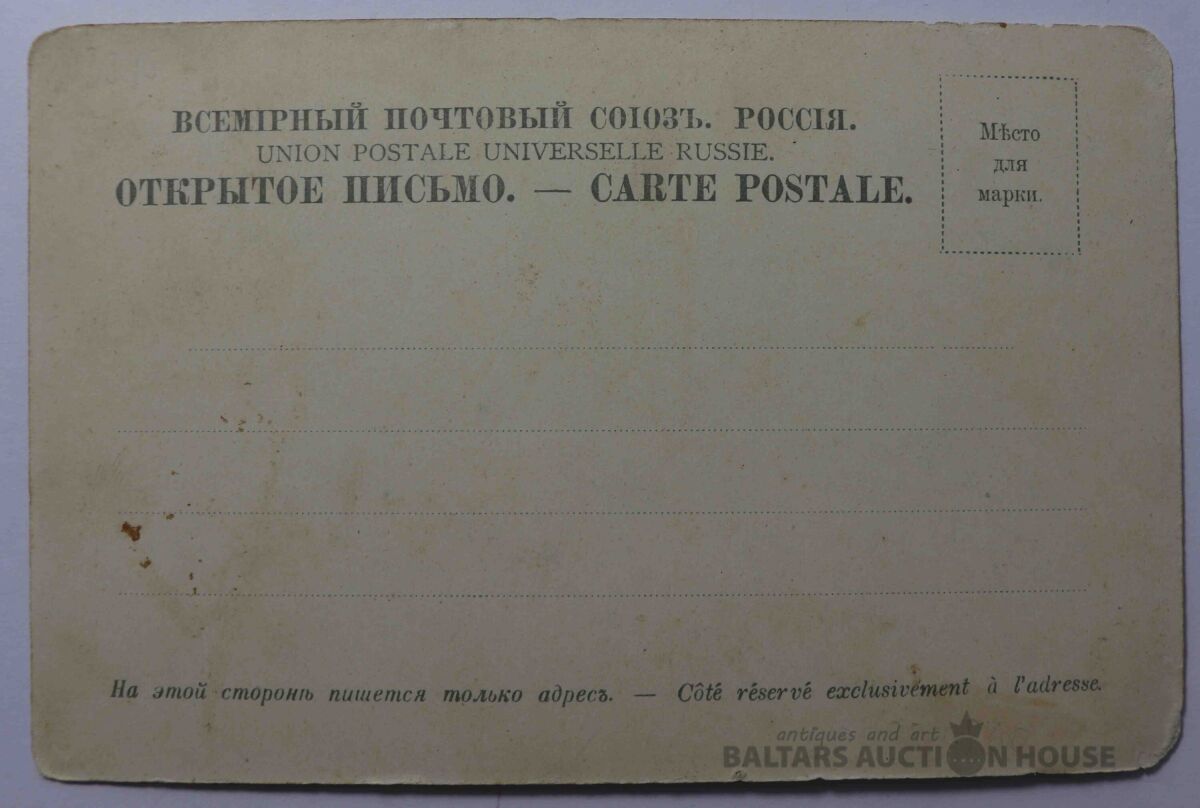 ВСЕМІРНЫЙ ПОЧТОВЫЙ СОЮЗЪ. РОССІЯ.
UNION POSTALE UNIVERSELLE RUSSIE.
ОТКРЫТОЕ ПИСЬМО. — CARTE POSTALE.
Мѣсто
для
марки.
На этой сторонѣ пишется только адресъ. — Côté réservé exclusivement à l'adresse.
antiques and art
BALTARS AUCTION HOUSE